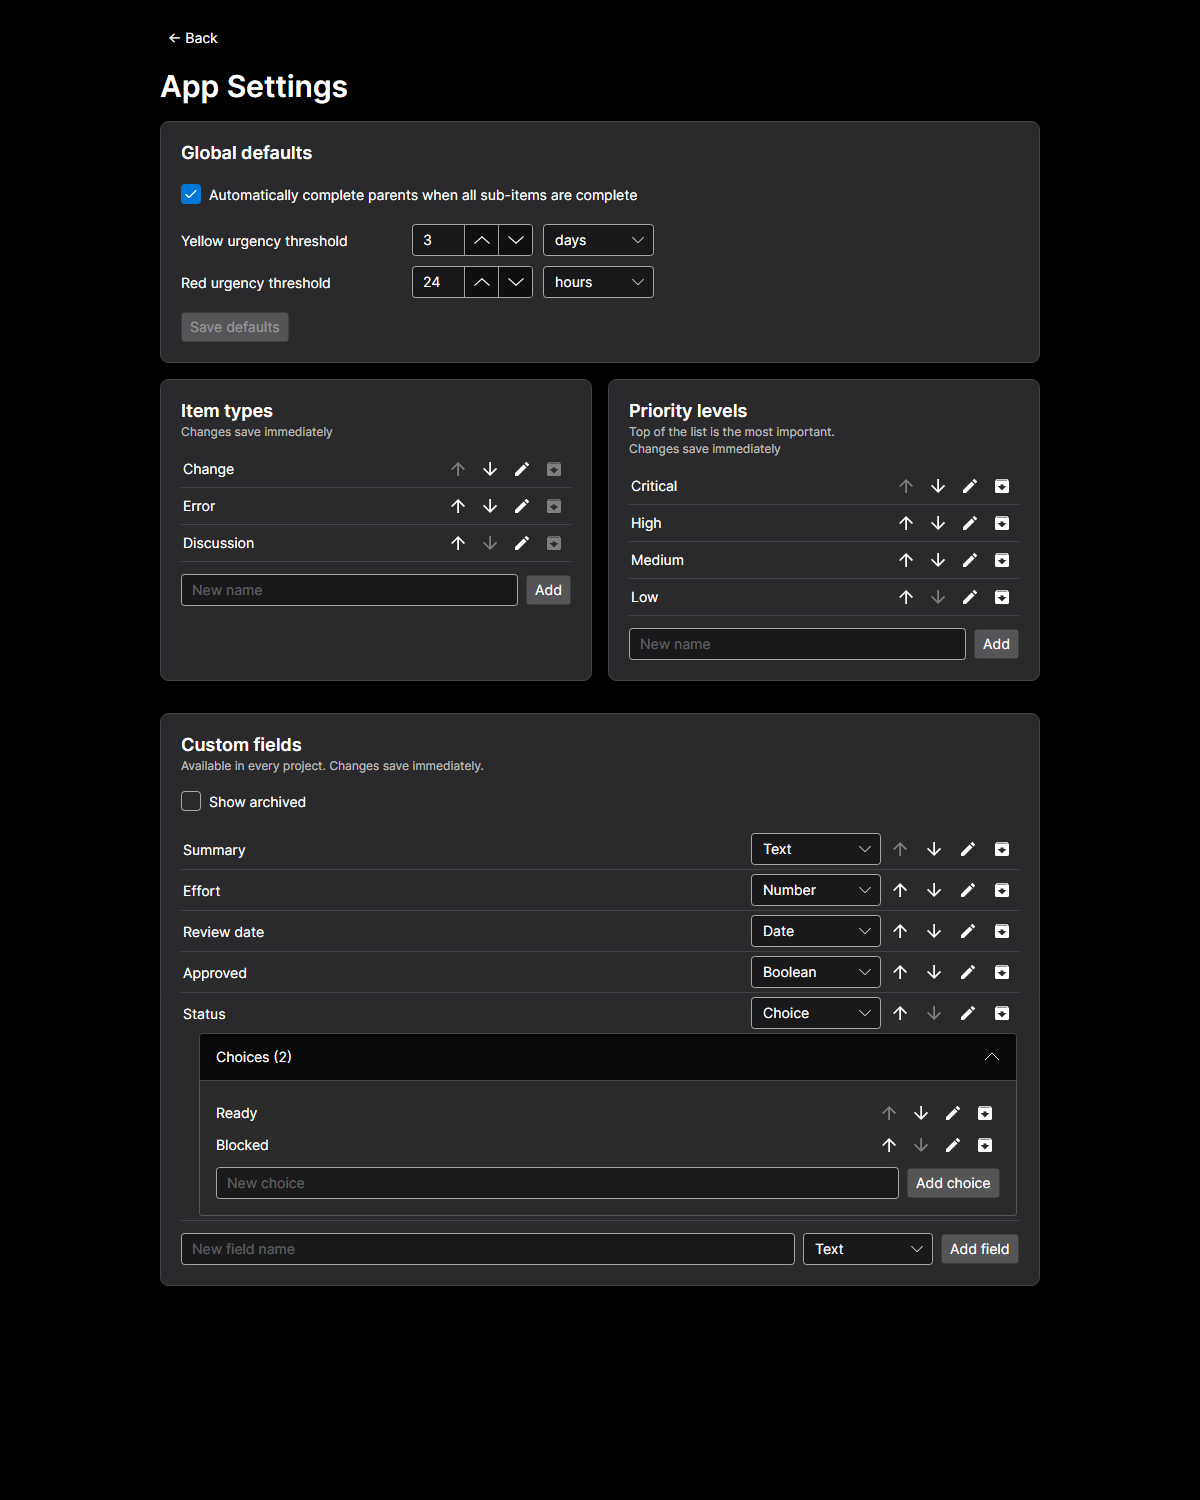 Back
App Settings
Global defaults
Automatically complete parents when all sub-items are complete
Yellow urgency threshold 3 days
Red urgency threshold 24 hours
Save defaults
Item types
Changes save immediately
Change
Error
Discussion
New name Add
Priority levels
Top of the list is the most important.
Changes save immediately
Critical
High
Medium
Low
New name Add
Custom fields
Available in every project. Changes save immediately.
Show archived
Summary Text
Effort Number
Review date Date
Approved Boolean
Status Choice
Choices (2)
Ready
Blocked
New choice Add choice
New field name Text Add field